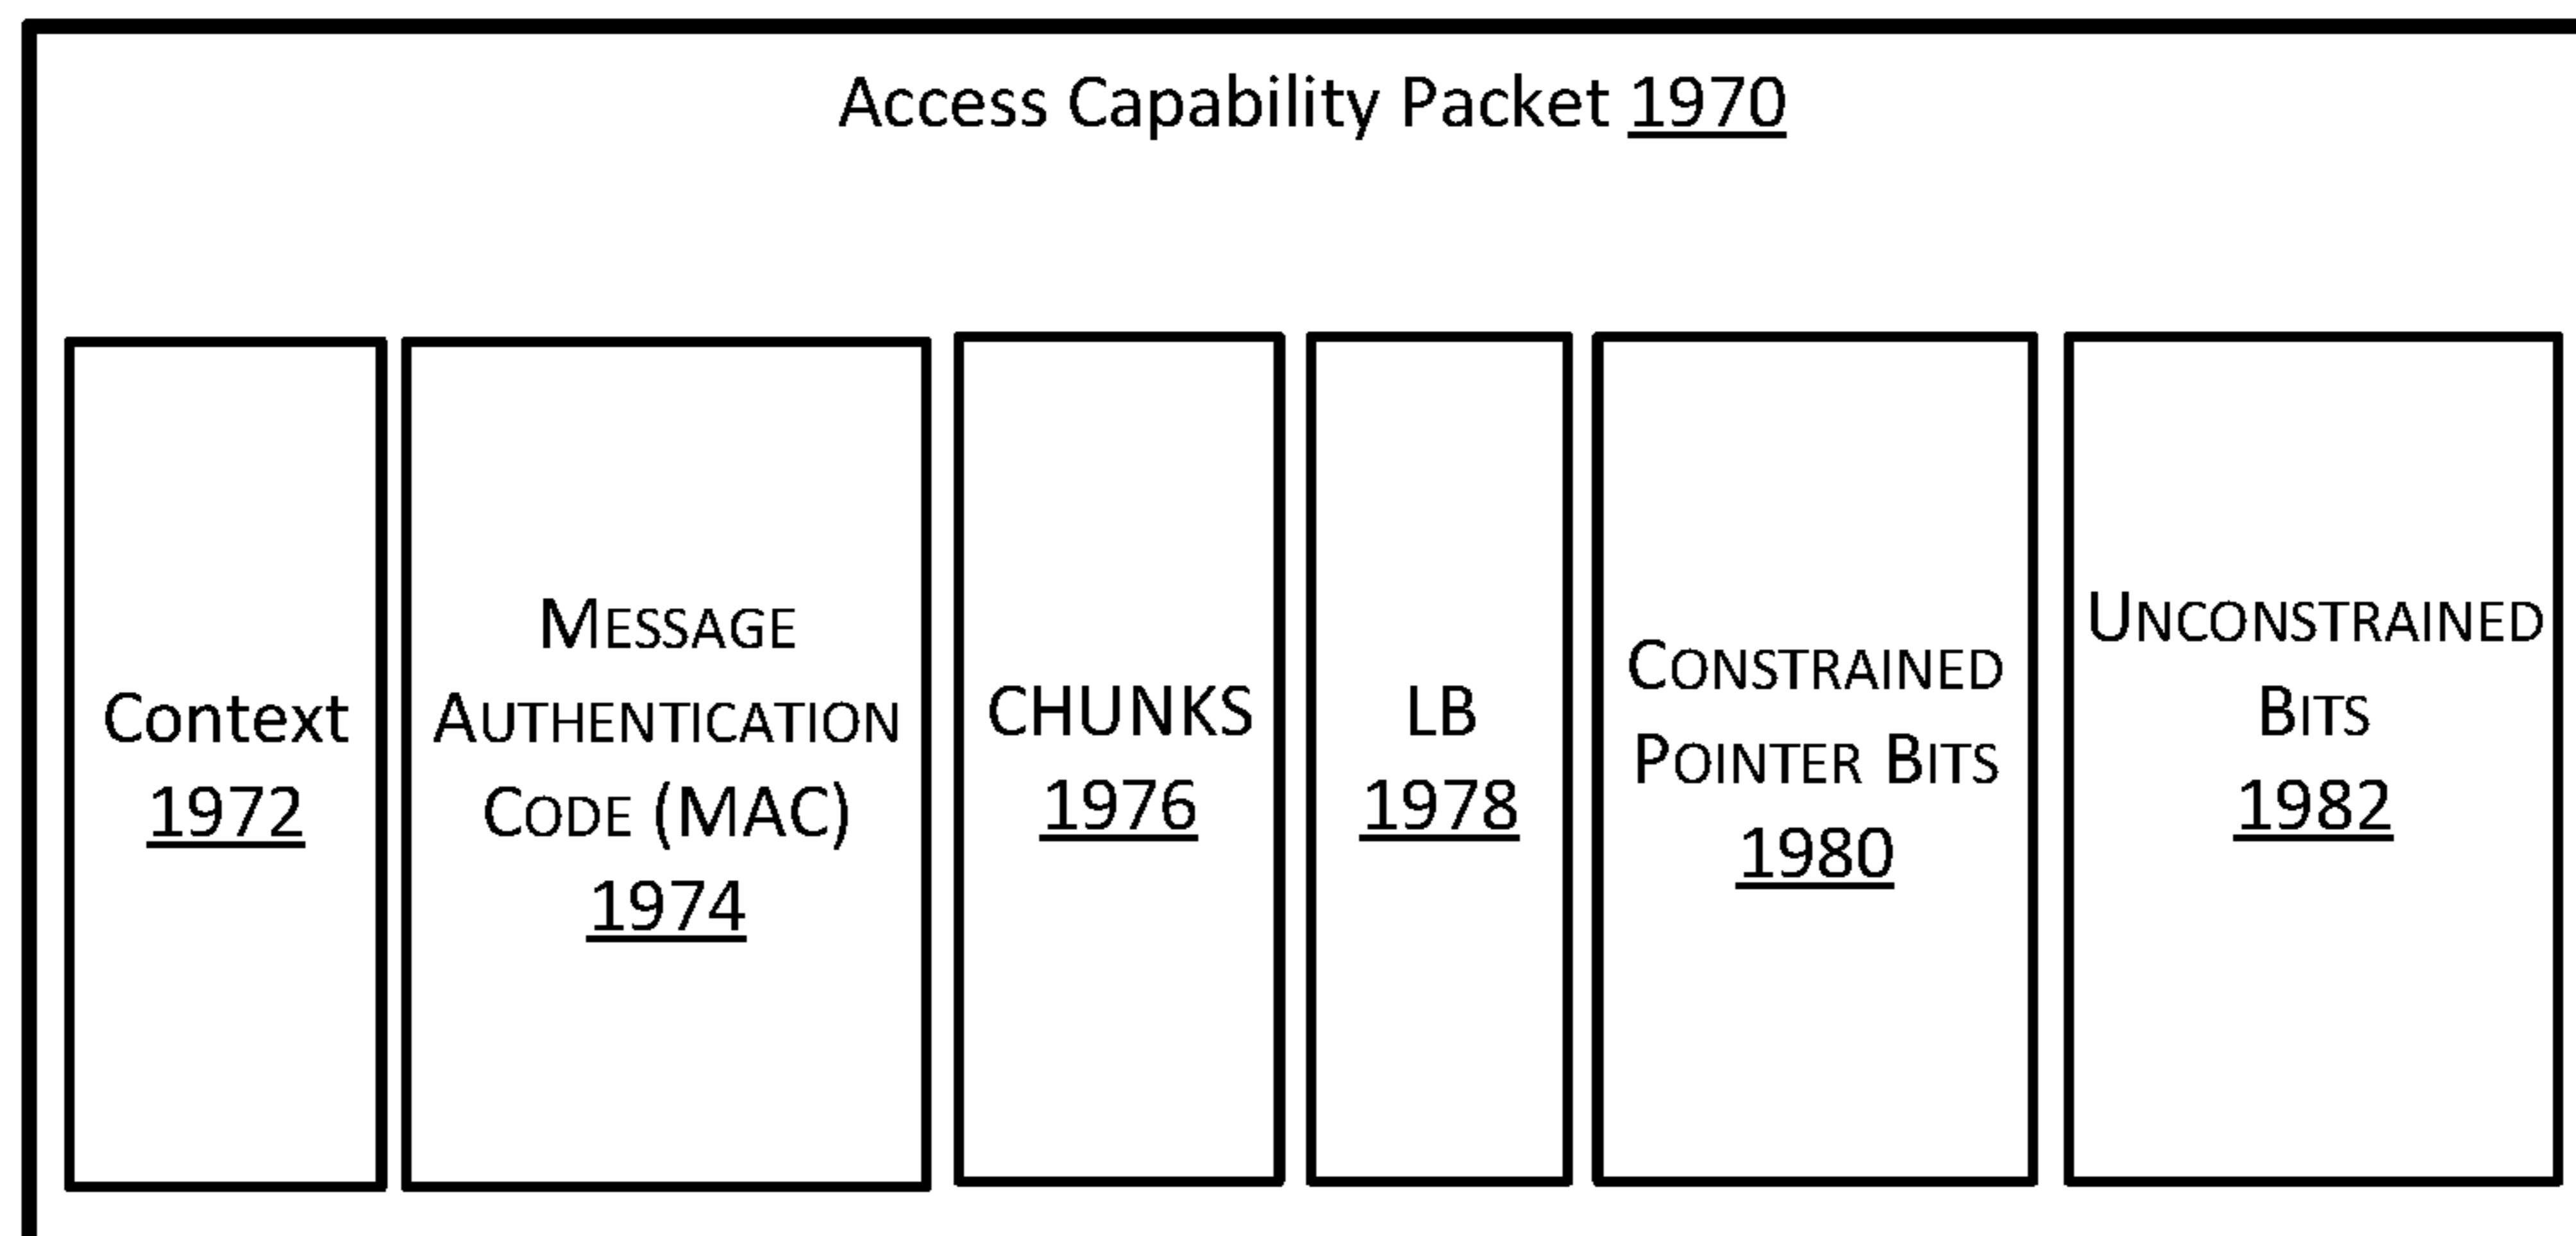 Access Capability Packet 1970
Context
1972
MESSAGE
AUTHENTICATION
CODE (MAC)
1974
CHUNKS
1976
LB
1978
CONSTRAINED
POINTER BITS
1980
UNCONSTRAINED
BITS
1982